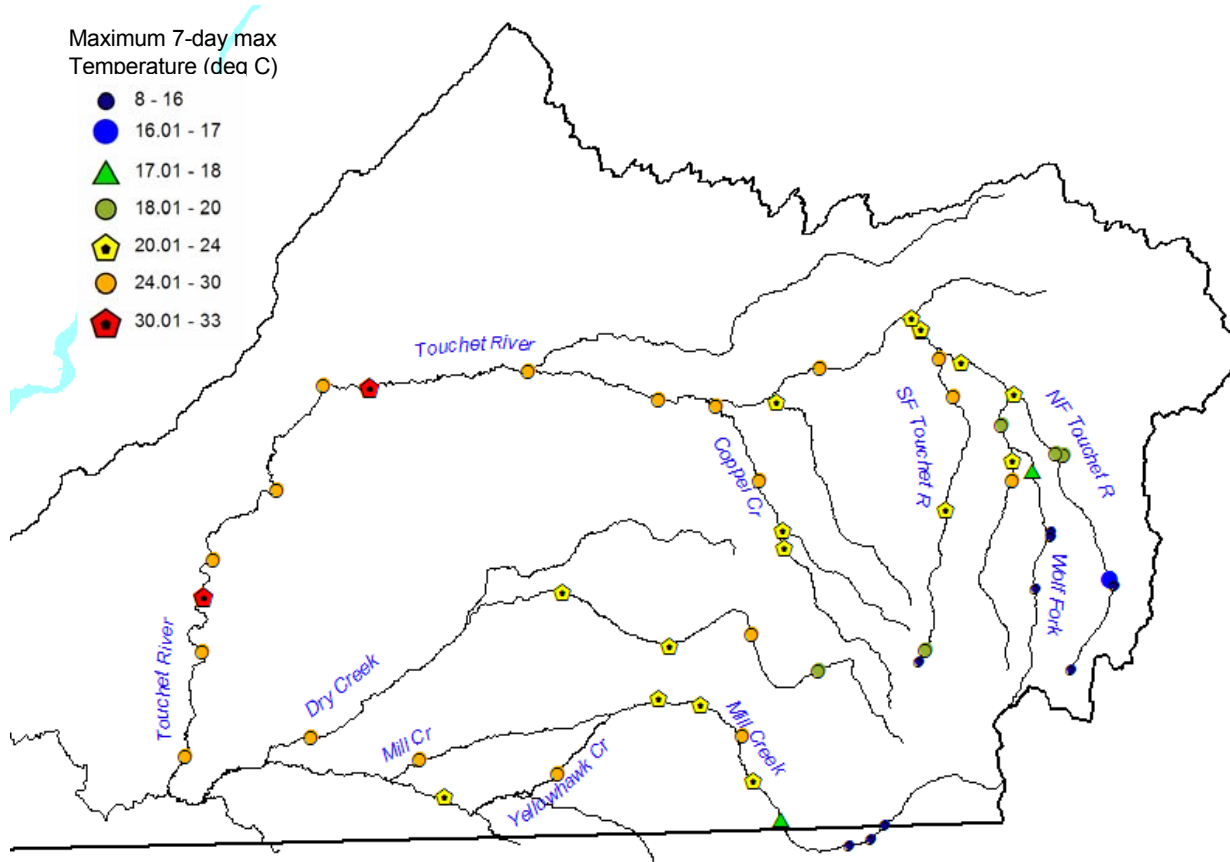 Maximum 7-day max
Temperature (deg C)
8 - 16
16.01 - 17
17.01 - 18
18.01 - 20
20.01 - 24
24.01 - 30
30.01 - 33
Touchet River
SF Touchet R
NF Touchet R
Coppei Cr
Wolf Fork
Touchet River
Dry Creek
Mill Cr
Yellowhawk Cr
Mill Creek